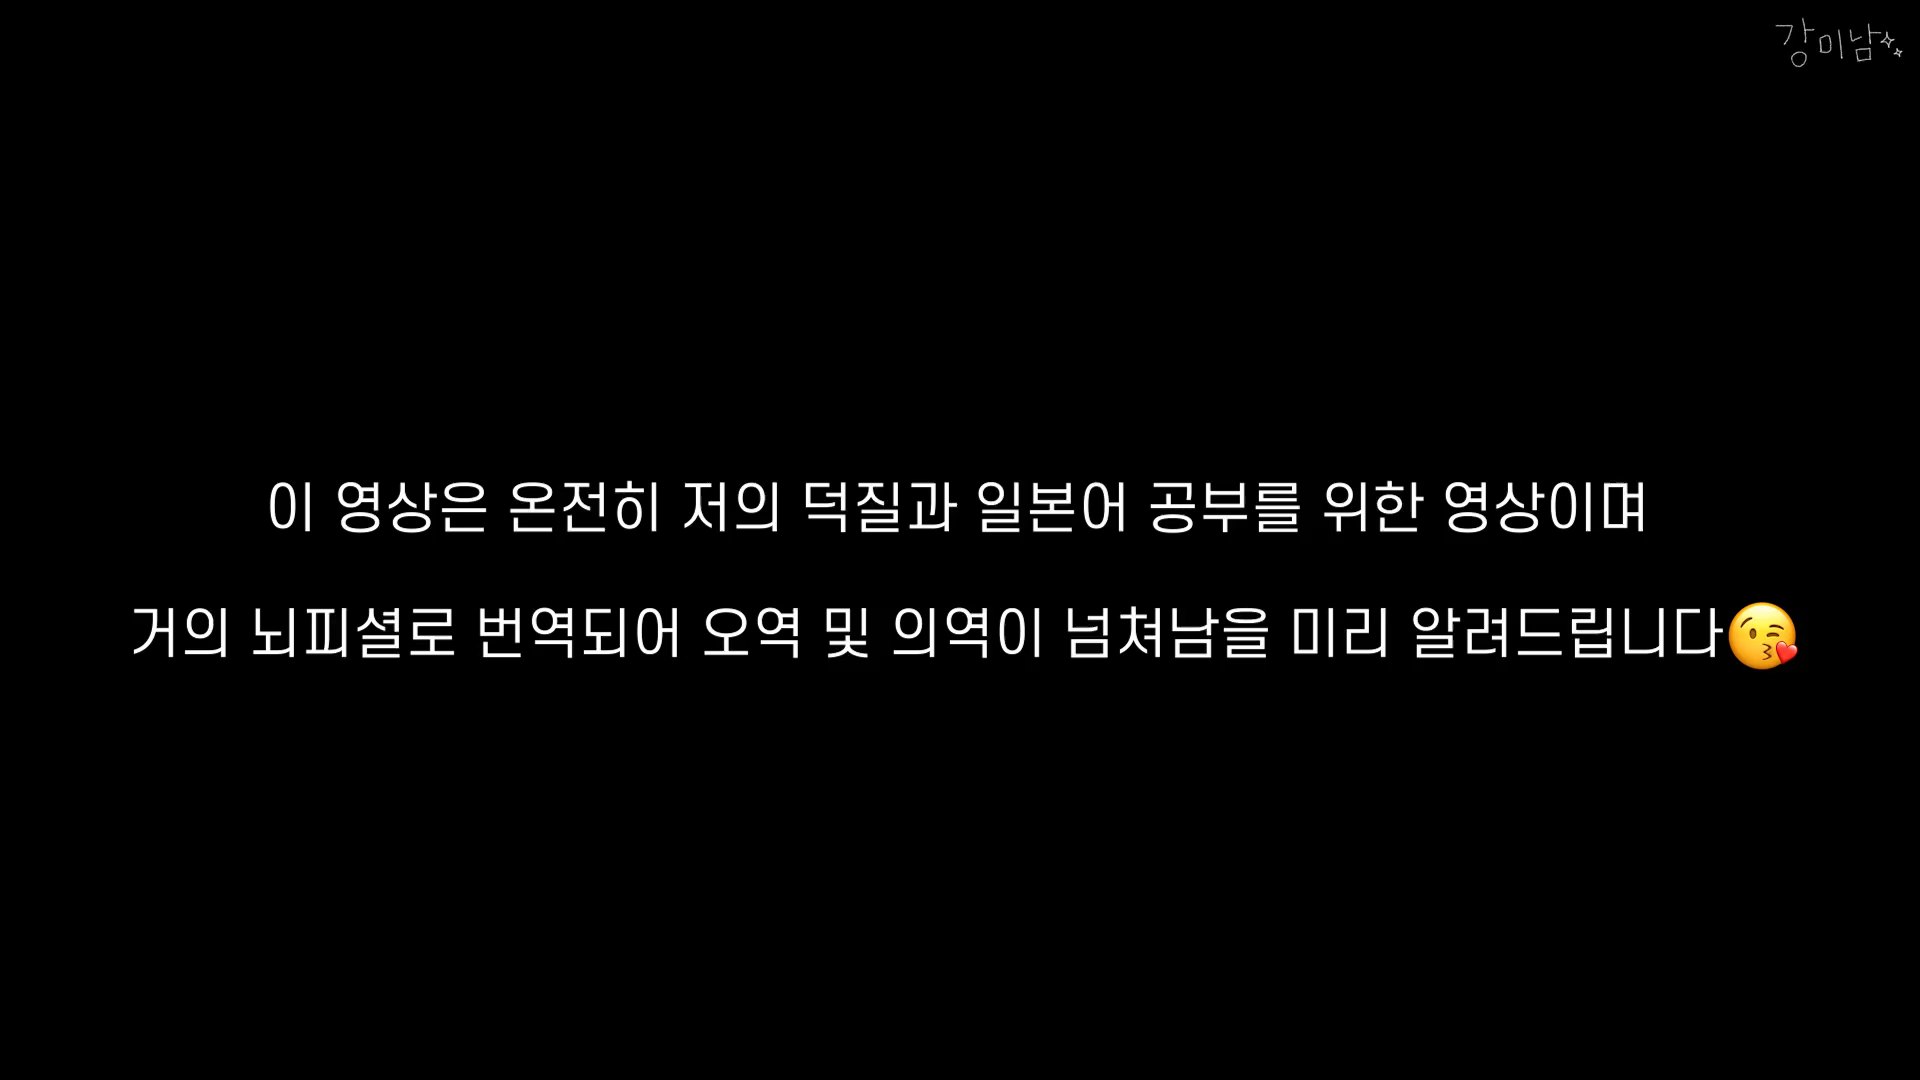 강미남
이 영상은 온전히 저의 덕질과 일본어 공부를 위한 영상이며
거의 뇌피셜로 번역되어 오역 및 의역이 넘쳐남을 미리 알려드립니다😘